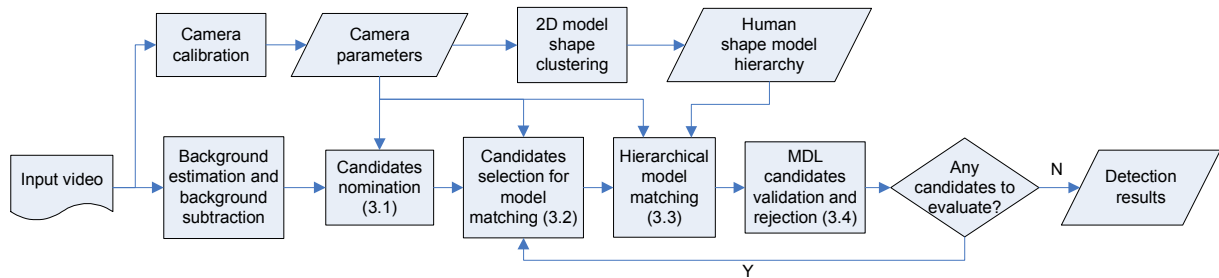 Camera
calibration
Camera
parameters
2D model
shape
clustering
Human
shape model
hierarchy
Input video
Background
estimation and
background
subtraction
Candidates
nomination
(3.1)
Candidates
selection for
model
matching (3.2)
Hierarchical
model
matching
(3.3)
MDL
candidates
validation and
rejection (3.4)
Any
candidates to
evaluate?
N
Detection
results
Y